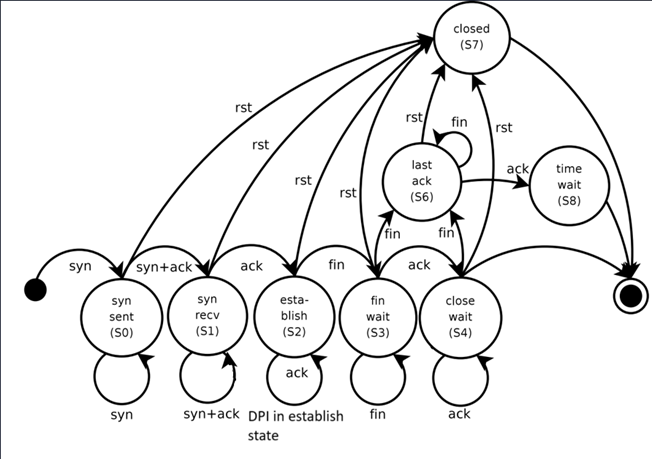 closed
(S7)
rst
rst
fin
rst
last
ack
(S6)
ack
time
wait
(S8)
rst
rst
fin
fin
syn
syn+ack
ack
fin
ack
syn
sent
(S0)
syn
recv
(S1)
esta-
blish
(S2)
fin
wait
(S3)
close
wait
(S4)
ack
syn
syn+ack
DPI in establish
state
fin
ack
rst